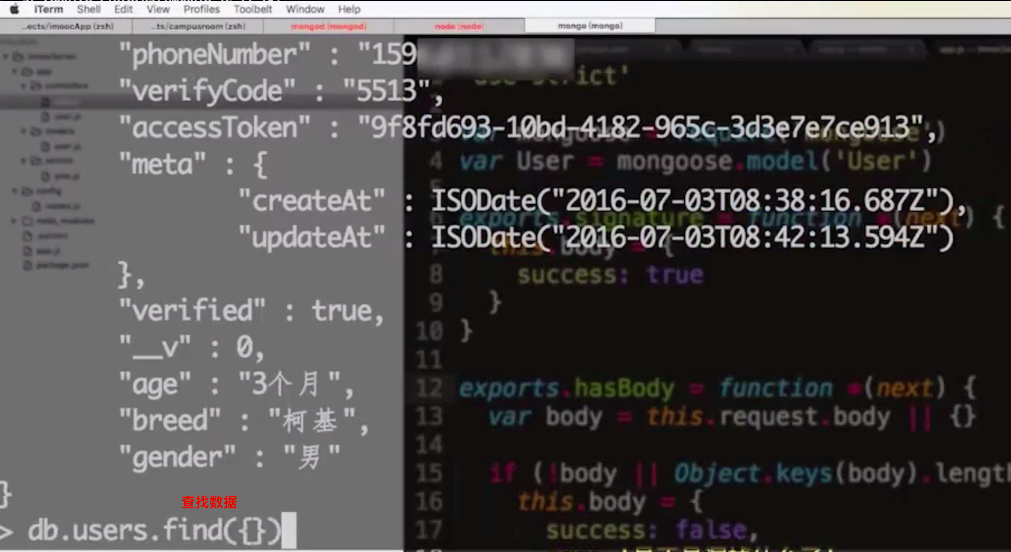 iTerm Shell Edit View Profiles Toolbelt Window Help
..ects/imoocApp (zsh) ..ts/campusroom (zsh) mongod (mongod) node (node) mongo (mongo)
"phoneNumber" : "159
"verifyCode" : "5513",
"accessToken" : "9f8fd693-10bd-4182-965c-3d3e7e7ce913",
"meta" : {
"createAt" : ISODate("2016-07-03T08:38:16.687Z"),
"updateAt" : ISODate("2016-07-03T08:42:13.594Z")
},
"verified" : true,
"__v" : 0,
"age" : "3个月",
"breed" : "柯基",
"gender" : "男"
}
查找数据
> db.users.find({})
'use strict'
4 var User = mongoose.model('User')
exports.signature = function *(next) {
this.body = {
8 success: true
9 }
10 }
11
12 exports.hasBody = function *(next) {
13 var body = this.request.body || {}
14
15 if (!body || Object.keys(body).length
16 this.body = {
17 success: false,